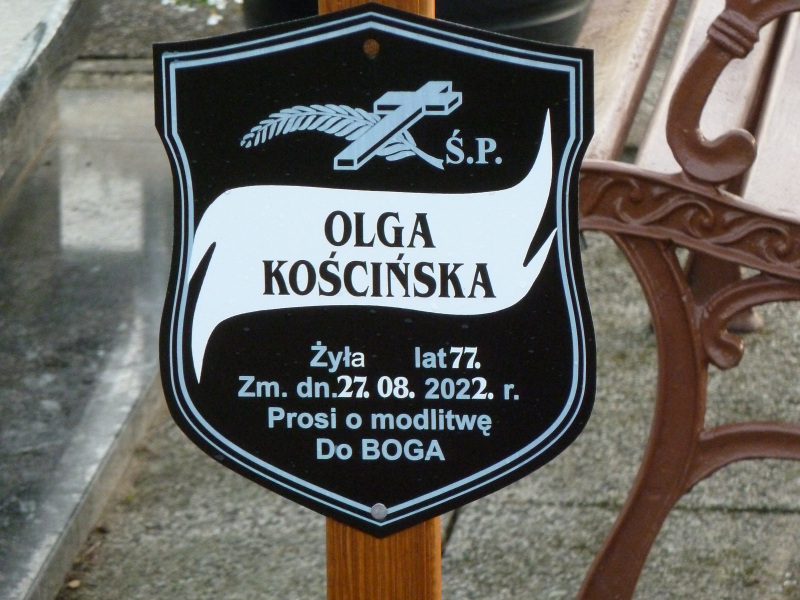 Ś.P.
OLGA
KOŚCIŃSKA
Żyła lat 77.
Zm. dn. 27. 08. 2022. r.
Prosi o modlitwę
Do BOGA